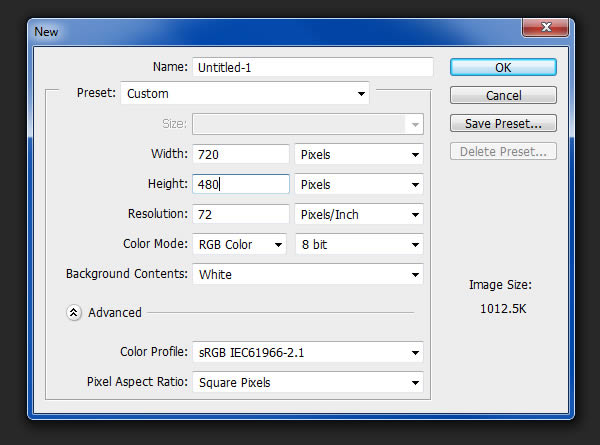 New
Name: Untitled-1
OK
Preset: Custom
Cancel
Size:
Save Preset...
Width: 720 Pixels
Delete Preset...
Height: 480 Pixels
Resolution: 72 Pixels/Inch
Color Mode: RGB Color 8 bit
Background Contents: White
Image Size:
1012.5K
Advanced
Color Profile: sRGB IEC61966-2.1
Pixel Aspect Ratio: Square Pixels